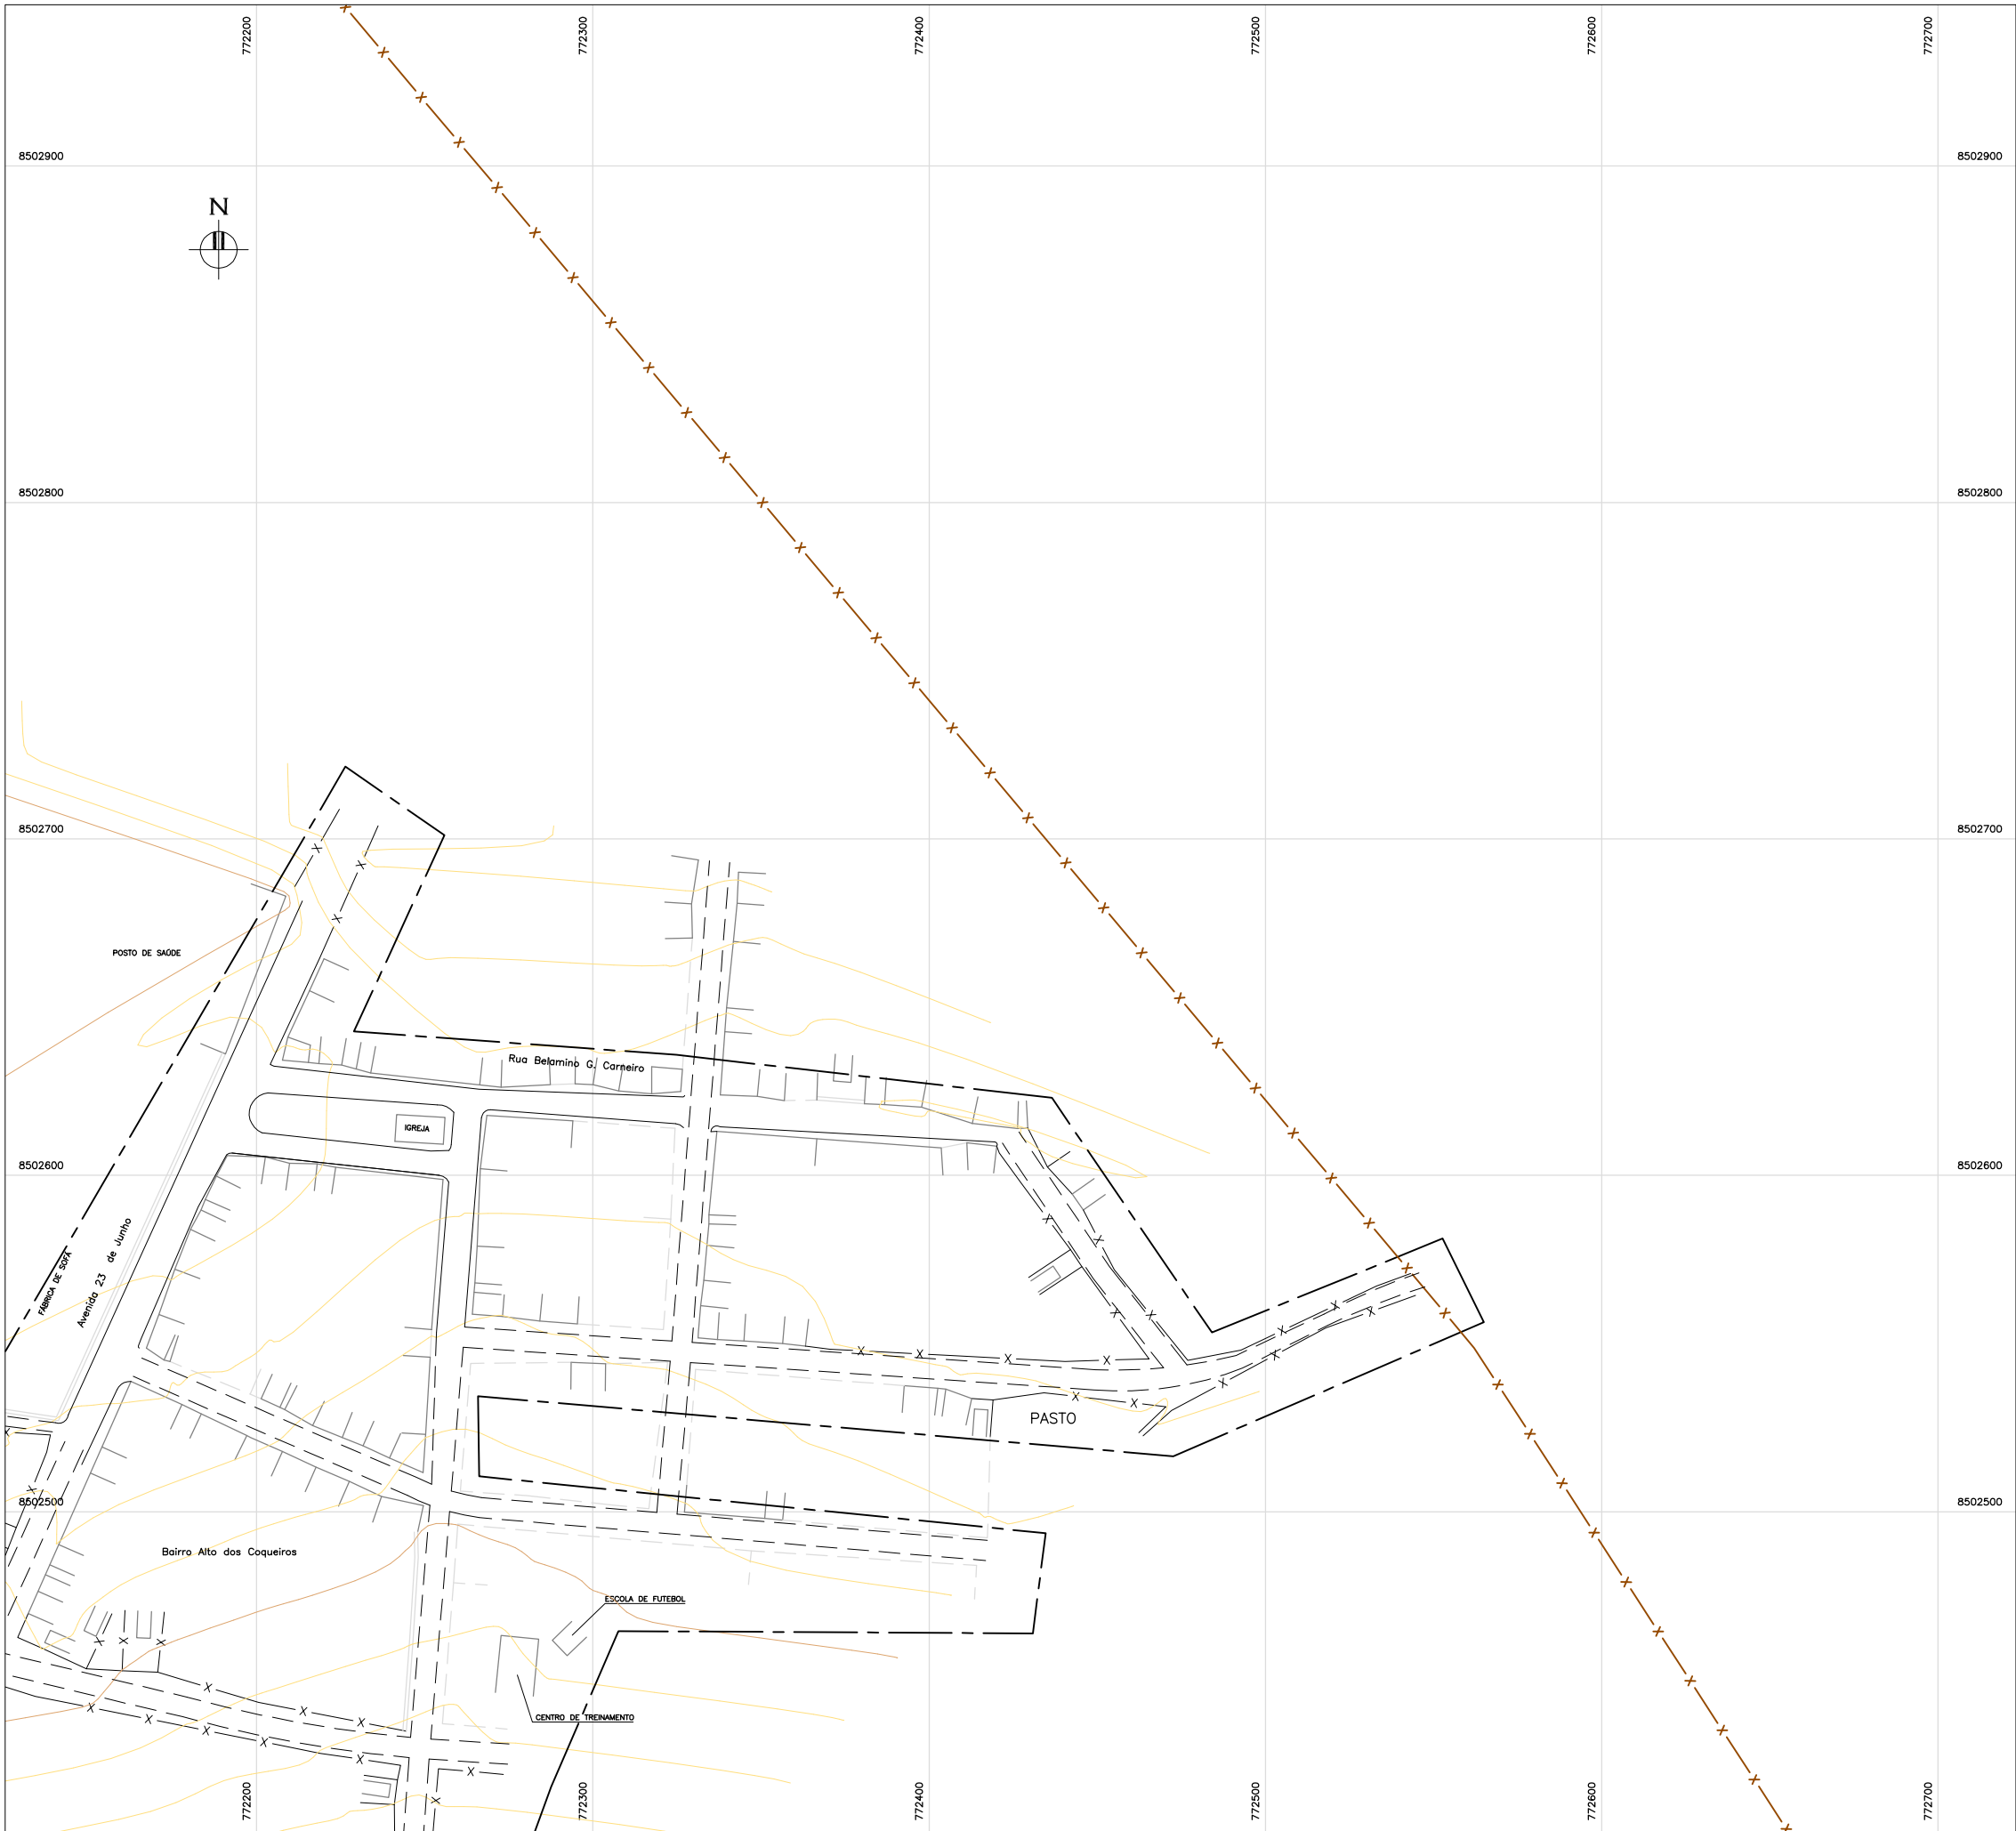 772200
772300
772400
772500
772600
772700
8502900
8502900
N
8502800
8502800
8502700
8502700
POSTO DE SAÚDE
Rua Belamino G. Carneiro
IGREJA
8502600
8502600
Avenida 23 de Junho
FÁBRICA DE SOFÁ
PASTO
8502500
8502500
Bairro Alto dos Coqueiros
ESCOLA DE FUTEBOL
CENTRO DE TREINAMENTO
772200
772300
772400
772500
772600
772700